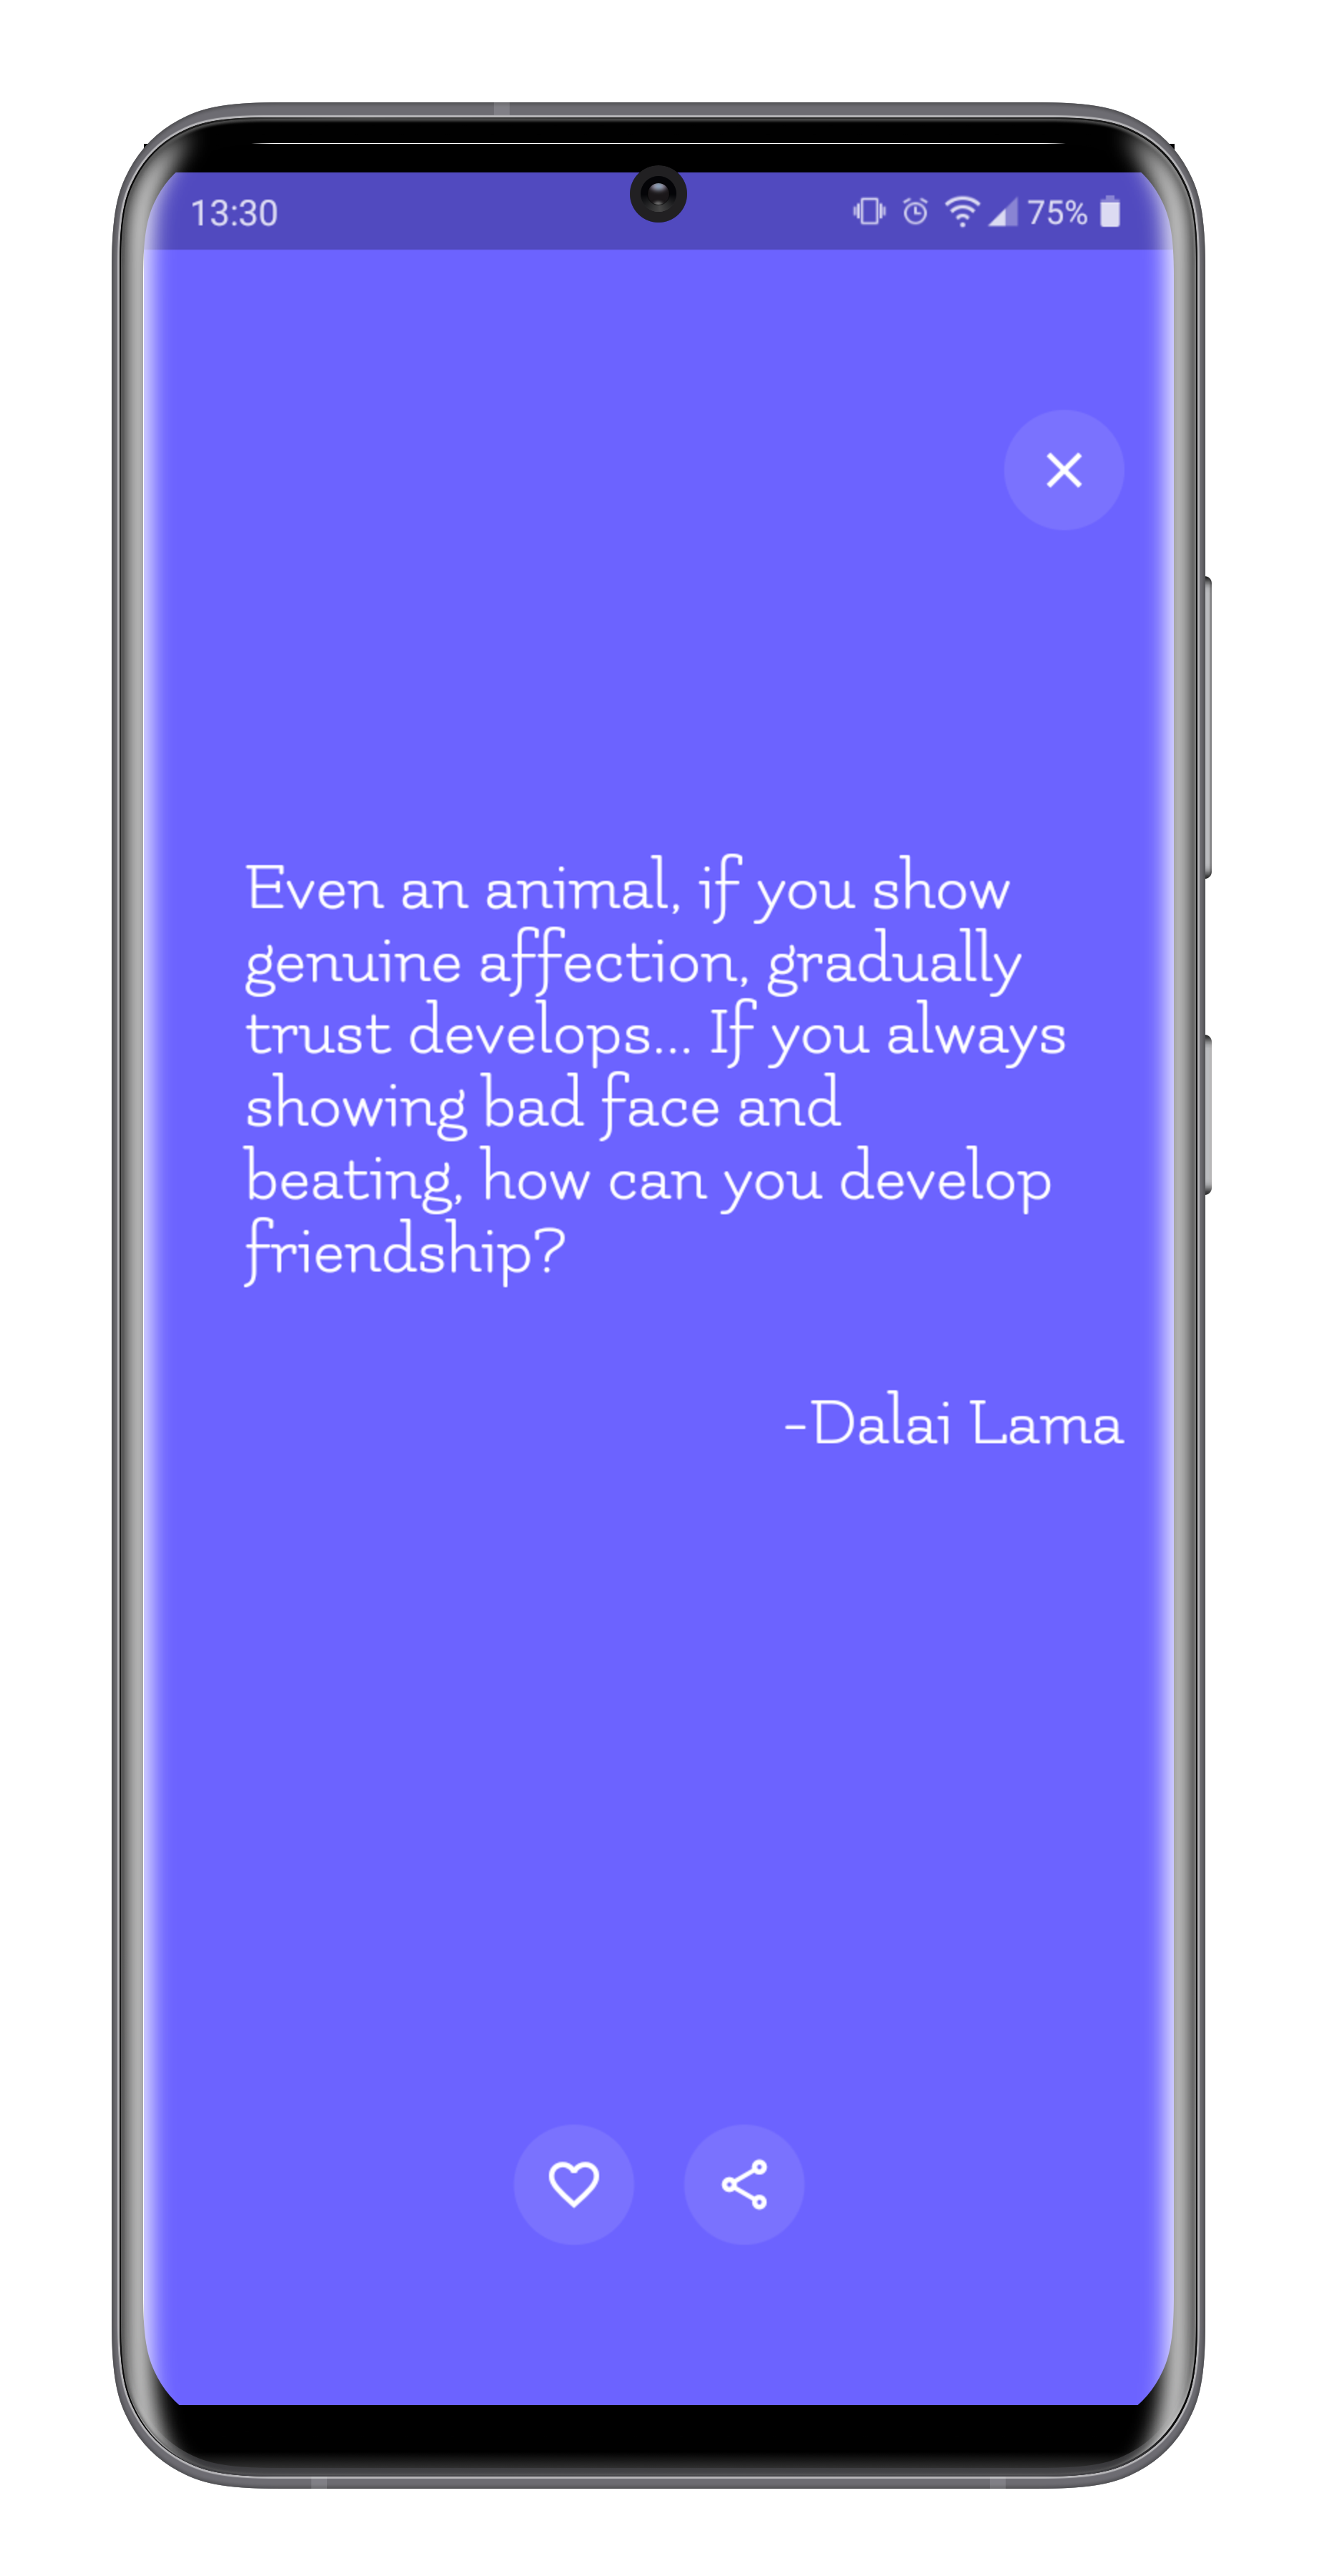 13:30 75%
Even an animal, if you show
genuine affection, gradually
trust develops... If you always
showing bad face and
beating, how can you develop
friendship?
-Dalai Lama